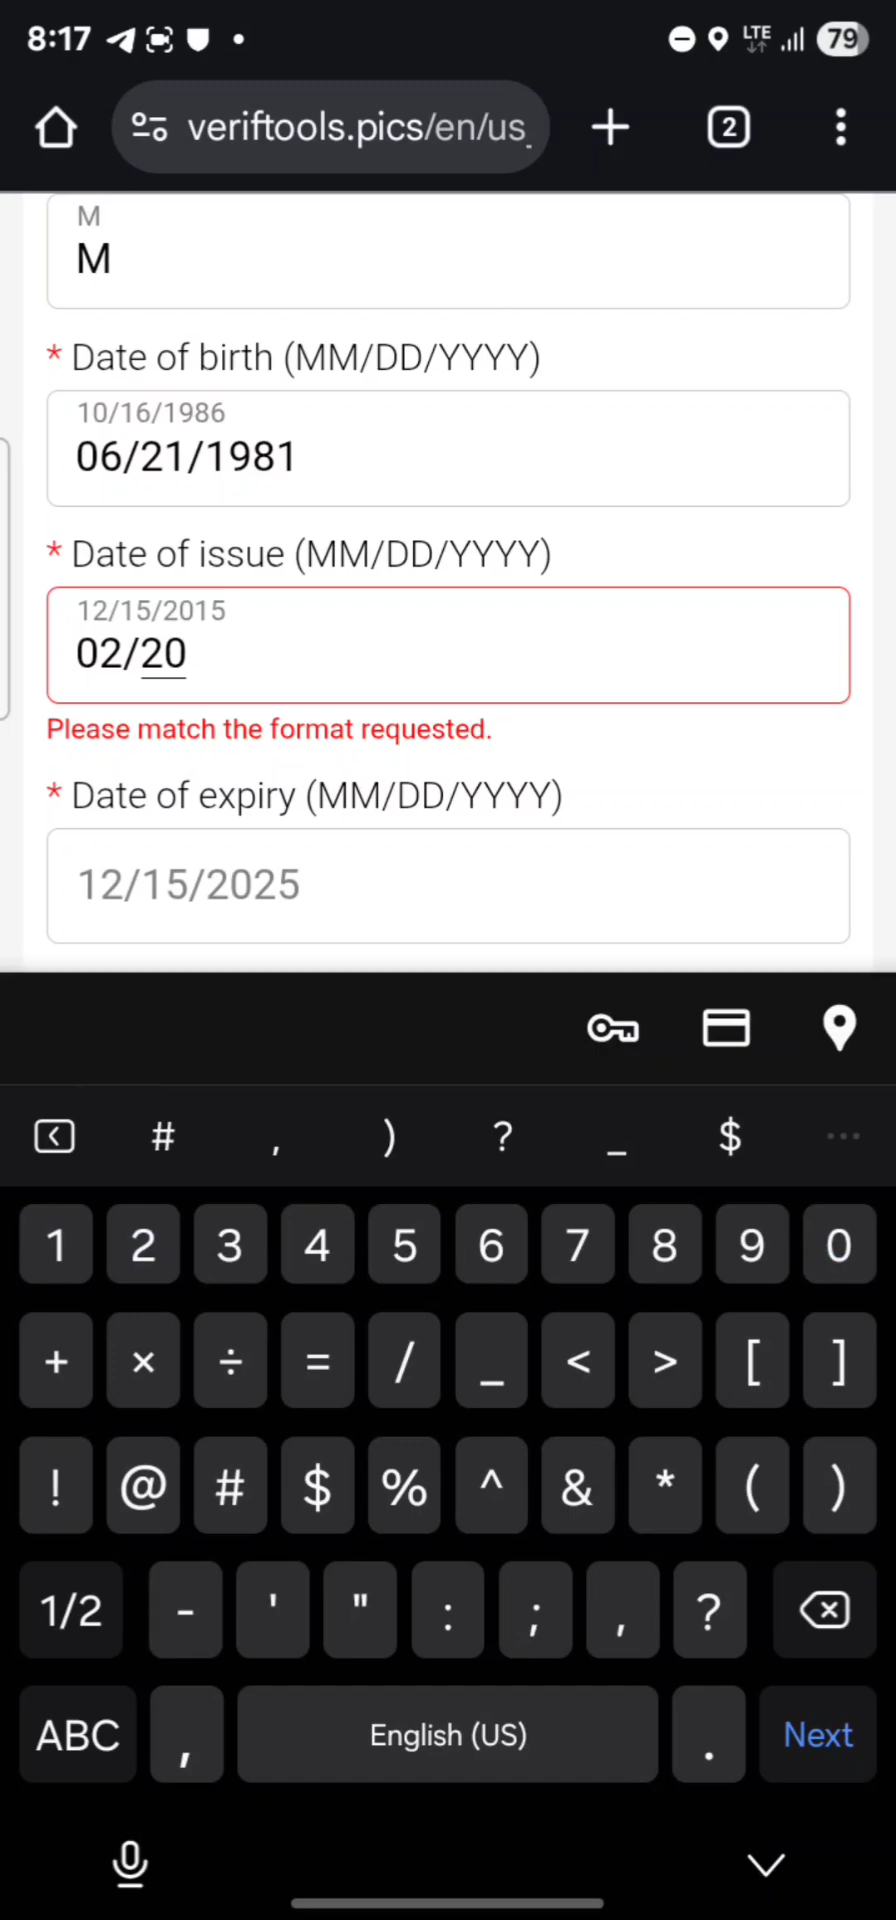 8:17
LTE
79
veriftools.pics/en/us_
2
M
M
* Date of birth (MM/DD/YYYY)
10/16/1986
06/21/1981
* Date of issue (MM/DD/YYYY)
12/15/2015
02/20
Please match the format requested.
* Date of expiry (MM/DD/YYYY)
12/15/2025
# , ) ? _ $ ...
1 2 3 4 5 6 7 8 9 0
+ × ÷ = / _ < > [ ]
! @ # $ % ^ & * ( )
1/2 - ' " : ; , ?
ABC , English (US) . Next